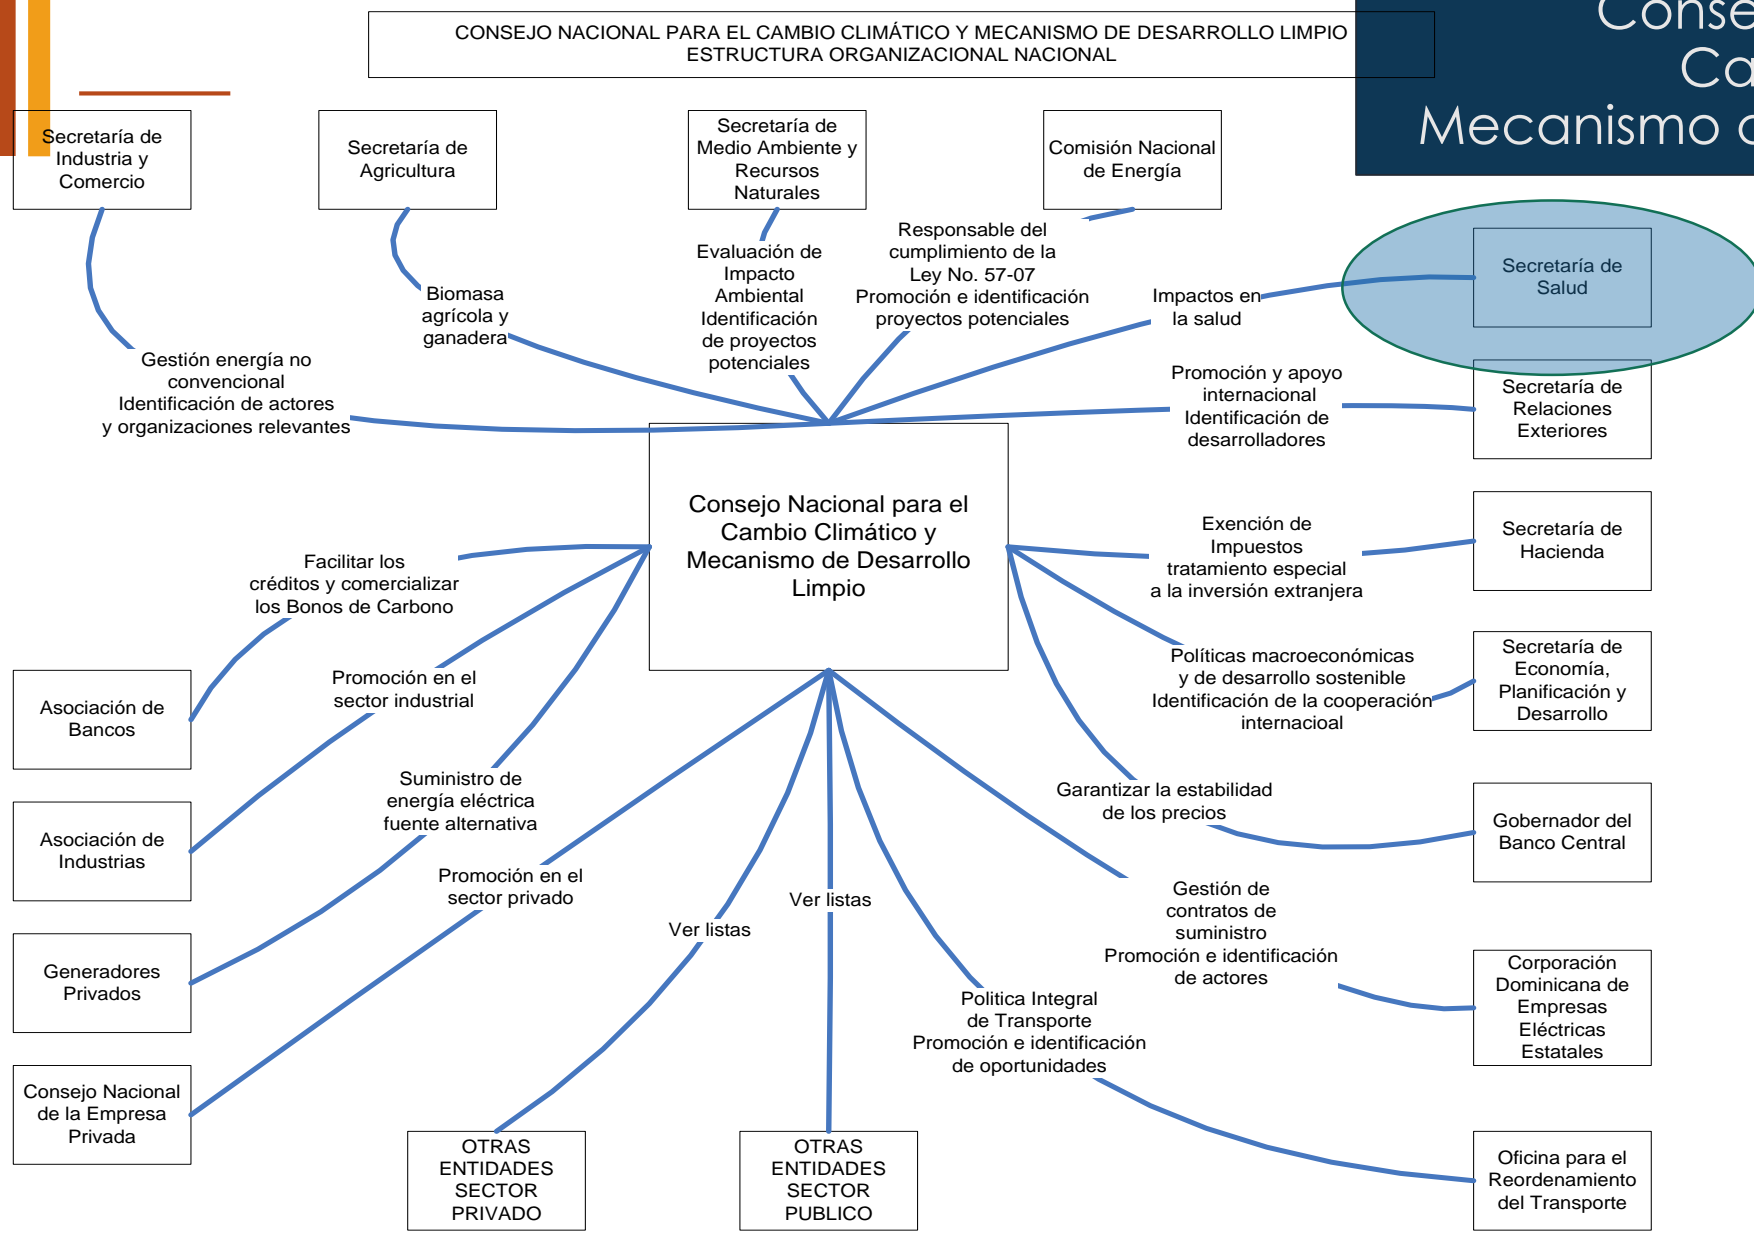 CONSEJO NACIONAL PARA EL CAMBIO CLIMÁTICO Y MECANISMO DE DESARROLLO LIMPIO
ESTRUCTURA ORGANIZACIONAL NACIONAL
Ca
Mecanismo
Secretaría de
Industria y
Comercio
Secretaría de
Agricultura
Secretaría de
Medio Ambiente y
Recursos
Naturales
Comisión Nacional
de Energía
Secretaría de
Salud
Secretaría de
Relaciones
Exteriores
Gestión energía no
convencional
Identificación de actores
y organizaciones relevantes
Biomasa
agrícola y
ganadera
Evaluación de
Impacto
Ambiental
Identificación
de proyectos
potenciales
Responsable del
cumplimiento de la
Ley No. 57-07
Promoción e identificación
proyectos potenciales
Impactos en
la salud
Promoción y apoyo
internacional
Identificación de
desarrolladores
Consejo Nacional para el
Cambio Climático y
Mecanismo de Desarrollo
Limpio
Exención de
Impuestos
tratamiento especial
a la inversión extranjera
Secretaría de
Hacienda
Facilitar los
créditos y comercializar
los Bonos de Carbono
Asociación de
Bancos
Promoción en el
sector industrial
Asociación de
Industrias
Suministro de
energía eléctrica
fuente alternativa
Generadores
Privados
Promoción en el
sector privado
Consejo Nacional
de la Empresa
Privada
Ver listas
OTRAS
ENTIDADES
SECTOR
PRIVADO
Ver listas
OTRAS
ENTIDADES
SECTOR
PUBLICO
Políticas macroeconómicas
y de desarrollo sostenible
Identificación de la cooperación
internacioal
Secretaría de
Economía,
Planificación y
Desarrollo
Garantizar la estabilidad
de los precios
Gobernador del
Banco Central
Gestión de
contratos de
suministro
Promoción e identificación
de actores
Corporación
Dominicana de
Empresas
Eléctricas
Estatales
Politica Integral
de Transporte
Promoción e identificación
de oportunidades
Oficina para el
Reordenamiento
del Transporte